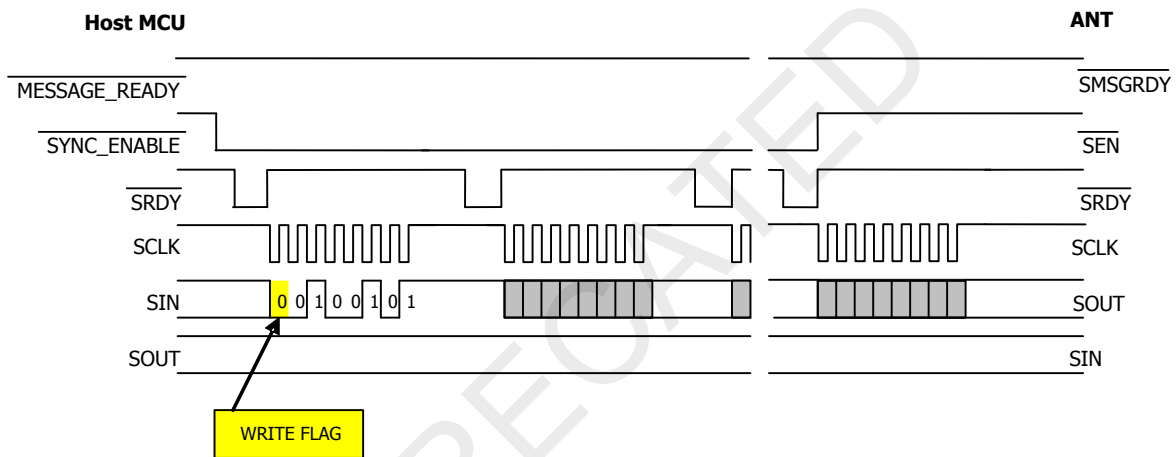 Host MCU ANT
MESSAGE_READY SMSGRDY
SYNC_ENABLE SEN
SRDY SRDY
SCLK SCLK
SIN 0 0 1 0 0 1 0 1 SOUT
SOUT SIN
WRITE FLAG
RECATED